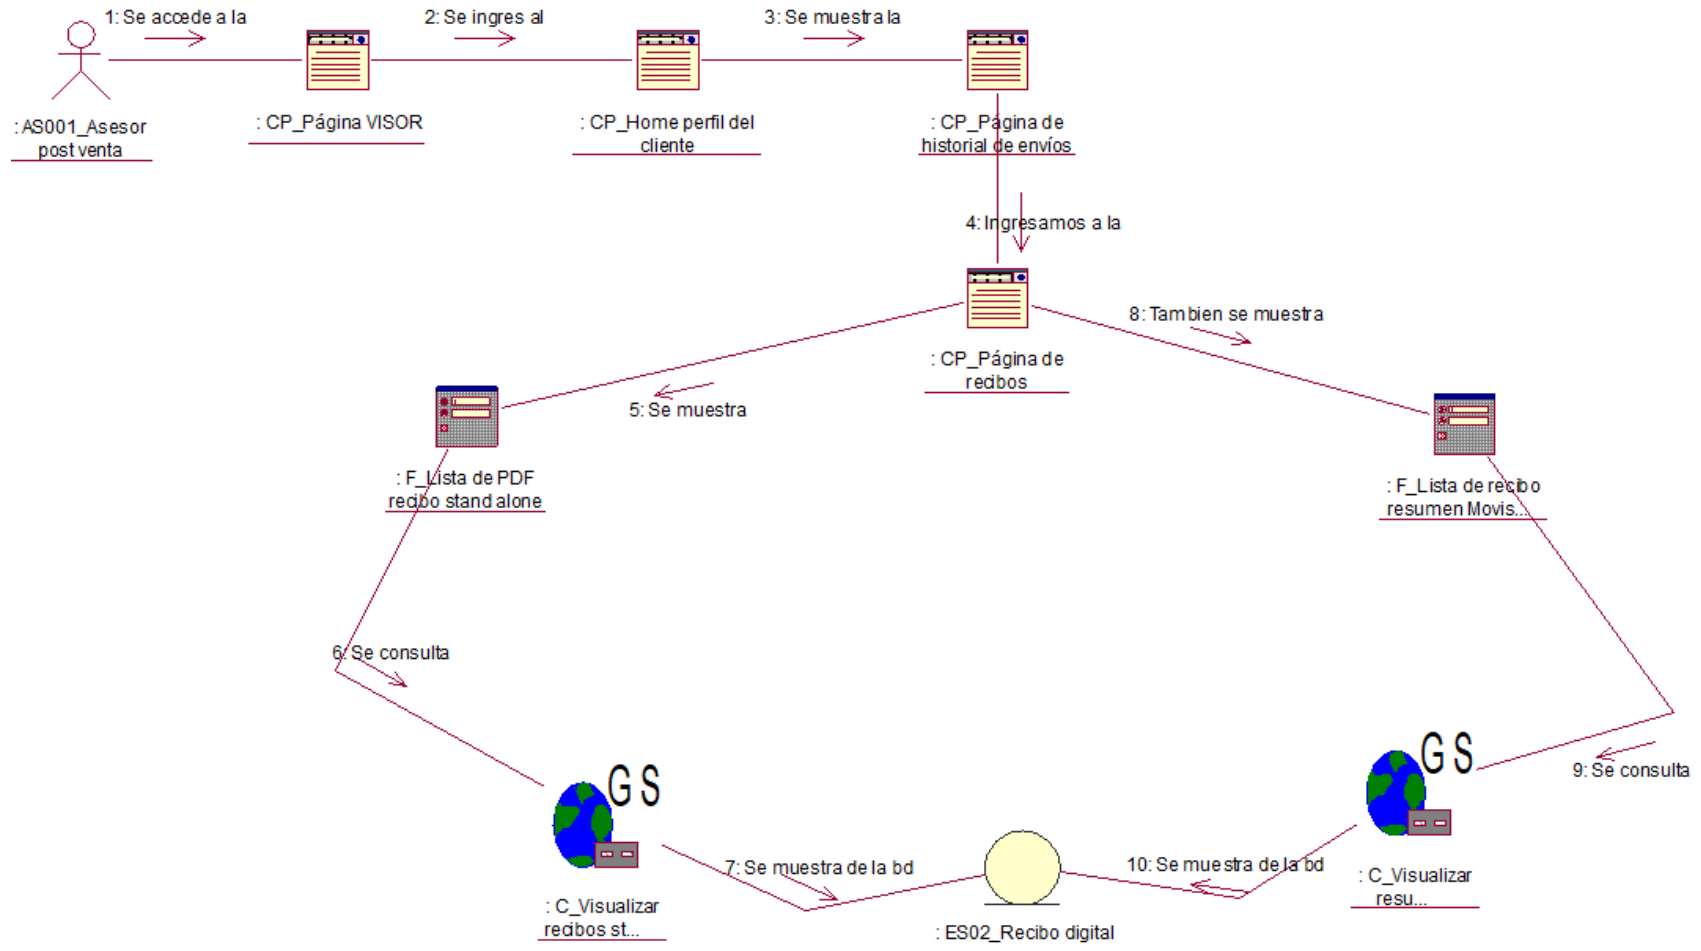 1: Se accede a la
2: Se ingres al
3: Se muestra la
: AS001_Asesor
post venta
: CP_Página VISOR
: CP_Home perfil del
cliente
: CP_Página de
historial de envíos
4: Ingresamos a la
8: Tambien se muestra
: CP_Página de
recibos
5: Se muestra
: F_Lista de PDF
recibo stand alone
: F_Lista de recibo
resumen Movis...
6: Se consulta
G S
G S
9: Se consulta
7: Se muestra de la bd
10: Se muestra de la bd
: C_Visualizar
resu...
: C_Visualizar
recibos st...
: ES02_Recibo digital